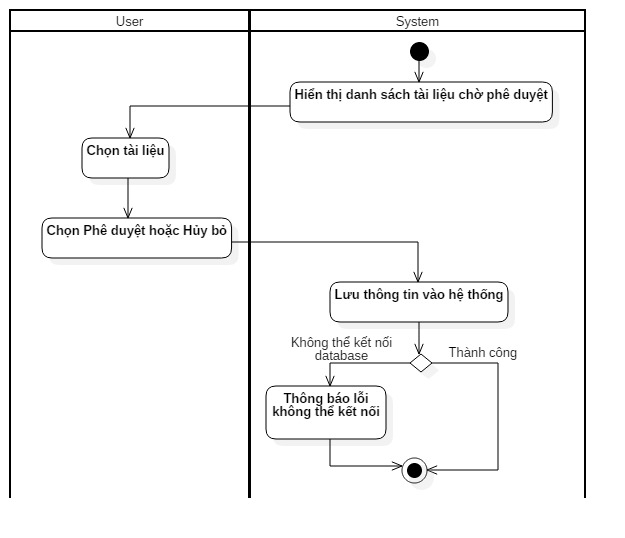 User
System
Hiển thị danh sách tài liệu chờ phê duyệt
Chọn tài liệu
Chọn Phê duyệt hoặc Hủy bỏ
Lưu thông tin vào hệ thống
Không thể kết nối
database
Thành công
Thông báo lỗi
không thể kết nối